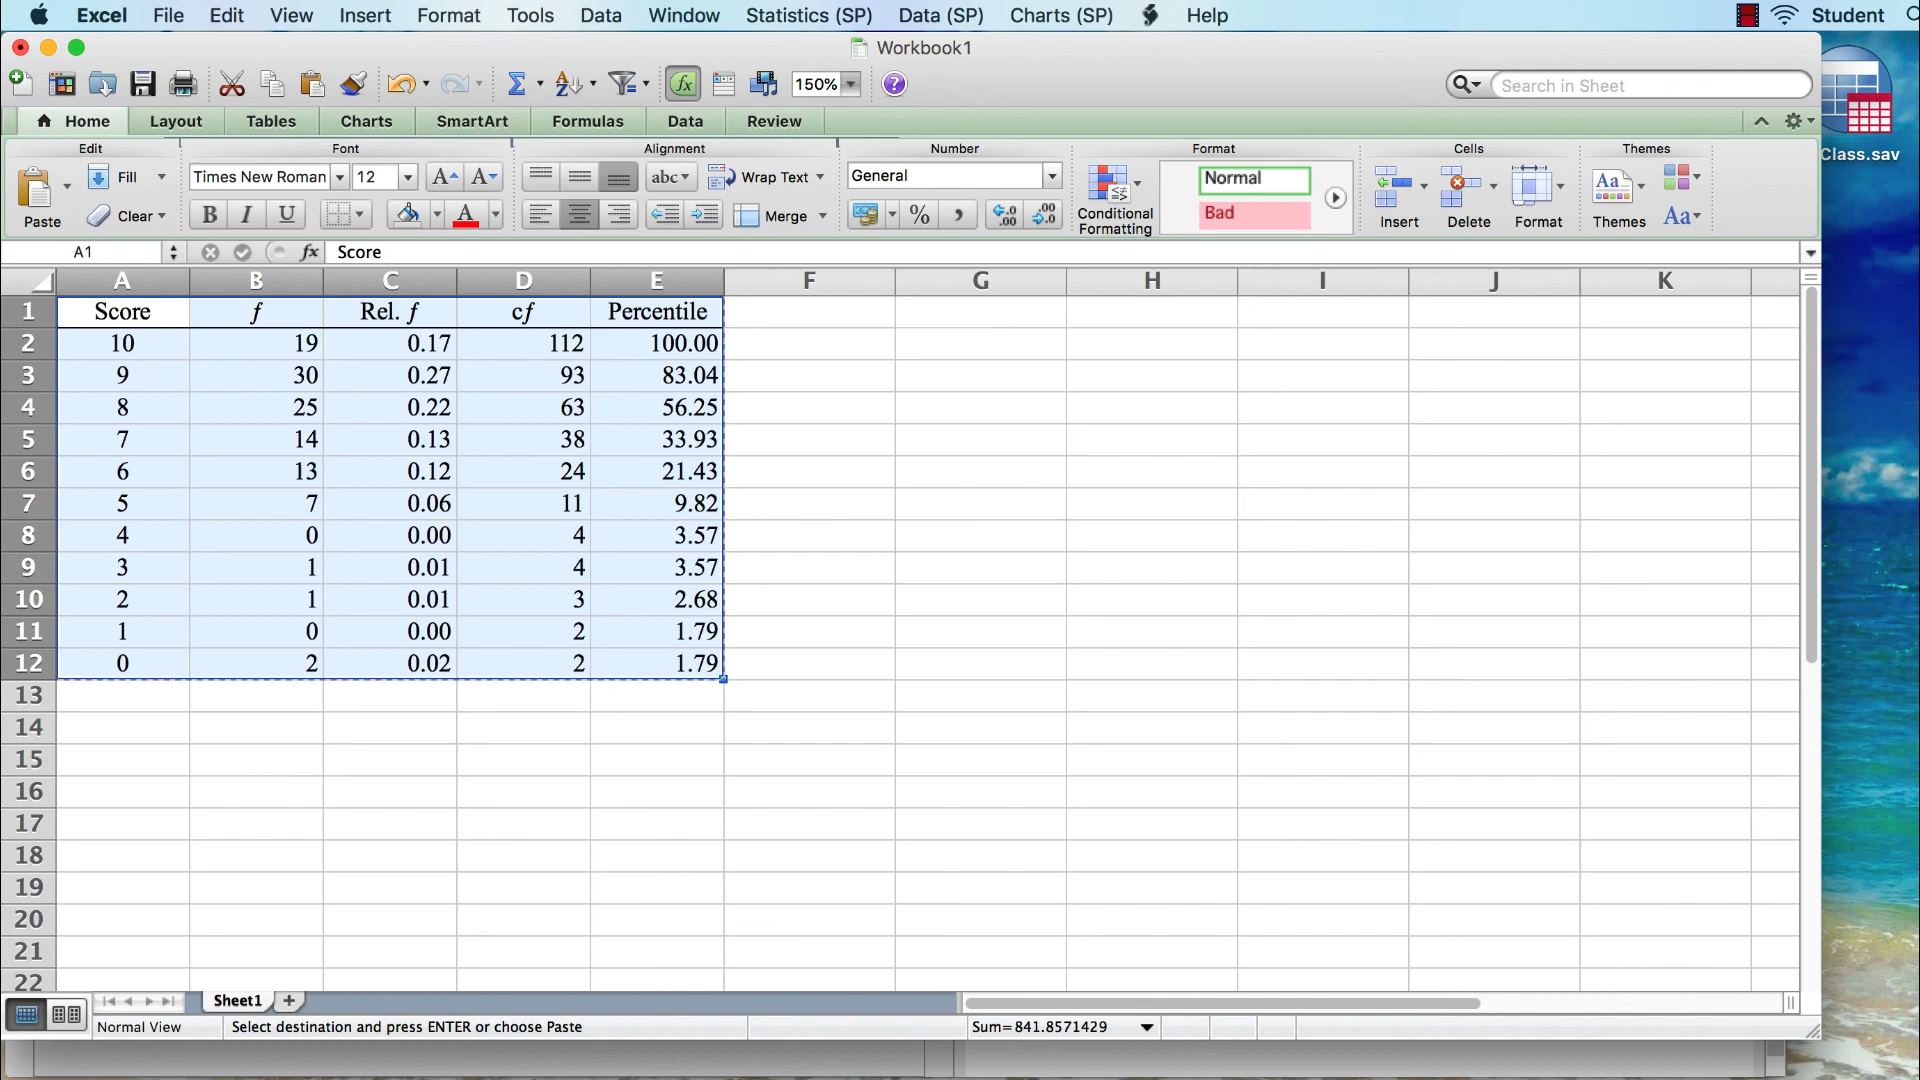 Excel File Edit View Insert Format Tools Data Window Statistics (SP) Data (SP) Charts (SP) Help Student
Workbook1
150% Search in Sheet
Home Layout Tables Charts SmartArt Formulas Data Review
Edit Font Alignment Number Format Cells Themes
Class.sav
Fill Times New Roman 12 A A abc Wrap Text General Normal
Paste Clear B I U A Merge % Conditional Formatting Bad Insert Delete Format Themes Aa
A1 fx Score
A B C D E F G H I J K
1 Score f Rel. f cf Percentile
2 10 19 0.17 112 100.00
3 9 30 0.27 93 83.04
4 8 25 0.22 63 56.25
5 7 14 0.13 38 33.93
6 6 13 0.12 24 21.43
7 5 7 0.06 11 9.82
8 4 0 0.00 4 3.57
9 3 1 0.01 4 3.57
10 2 1 0.01 3 2.68
11 1 0 0.00 2 1.79
12 0 2 0.02 2 1.79
13
14
15
16
17
18
19
20
21
22
Sheet1
Normal View Select destination and press ENTER or choose Paste Sum=841.8571429